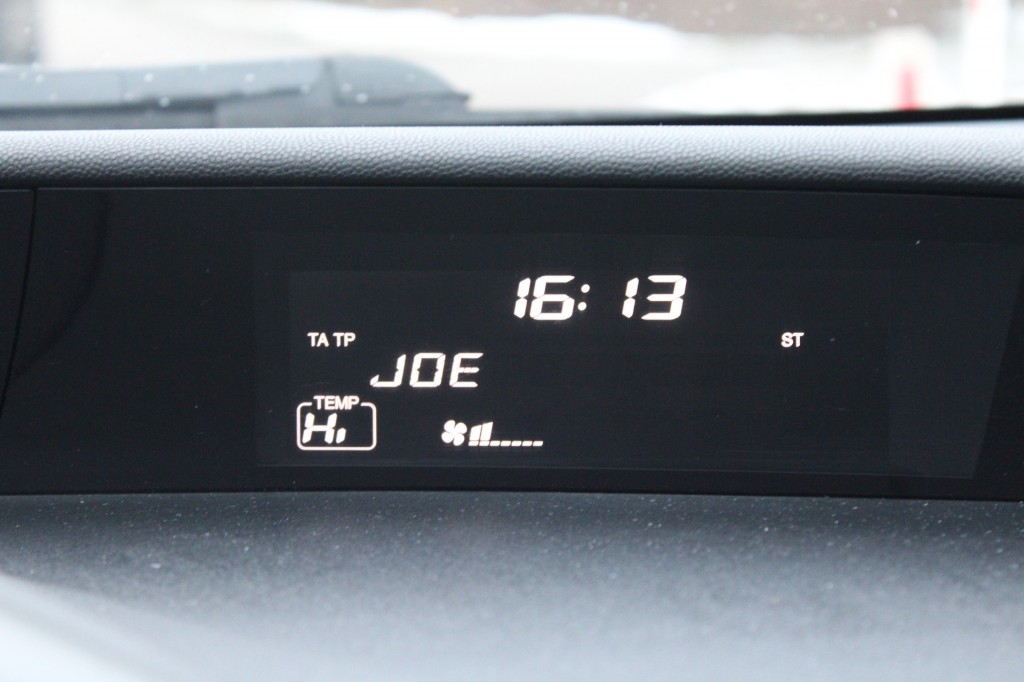 16:13
TA TP ST
JOE
TEMP
Hi